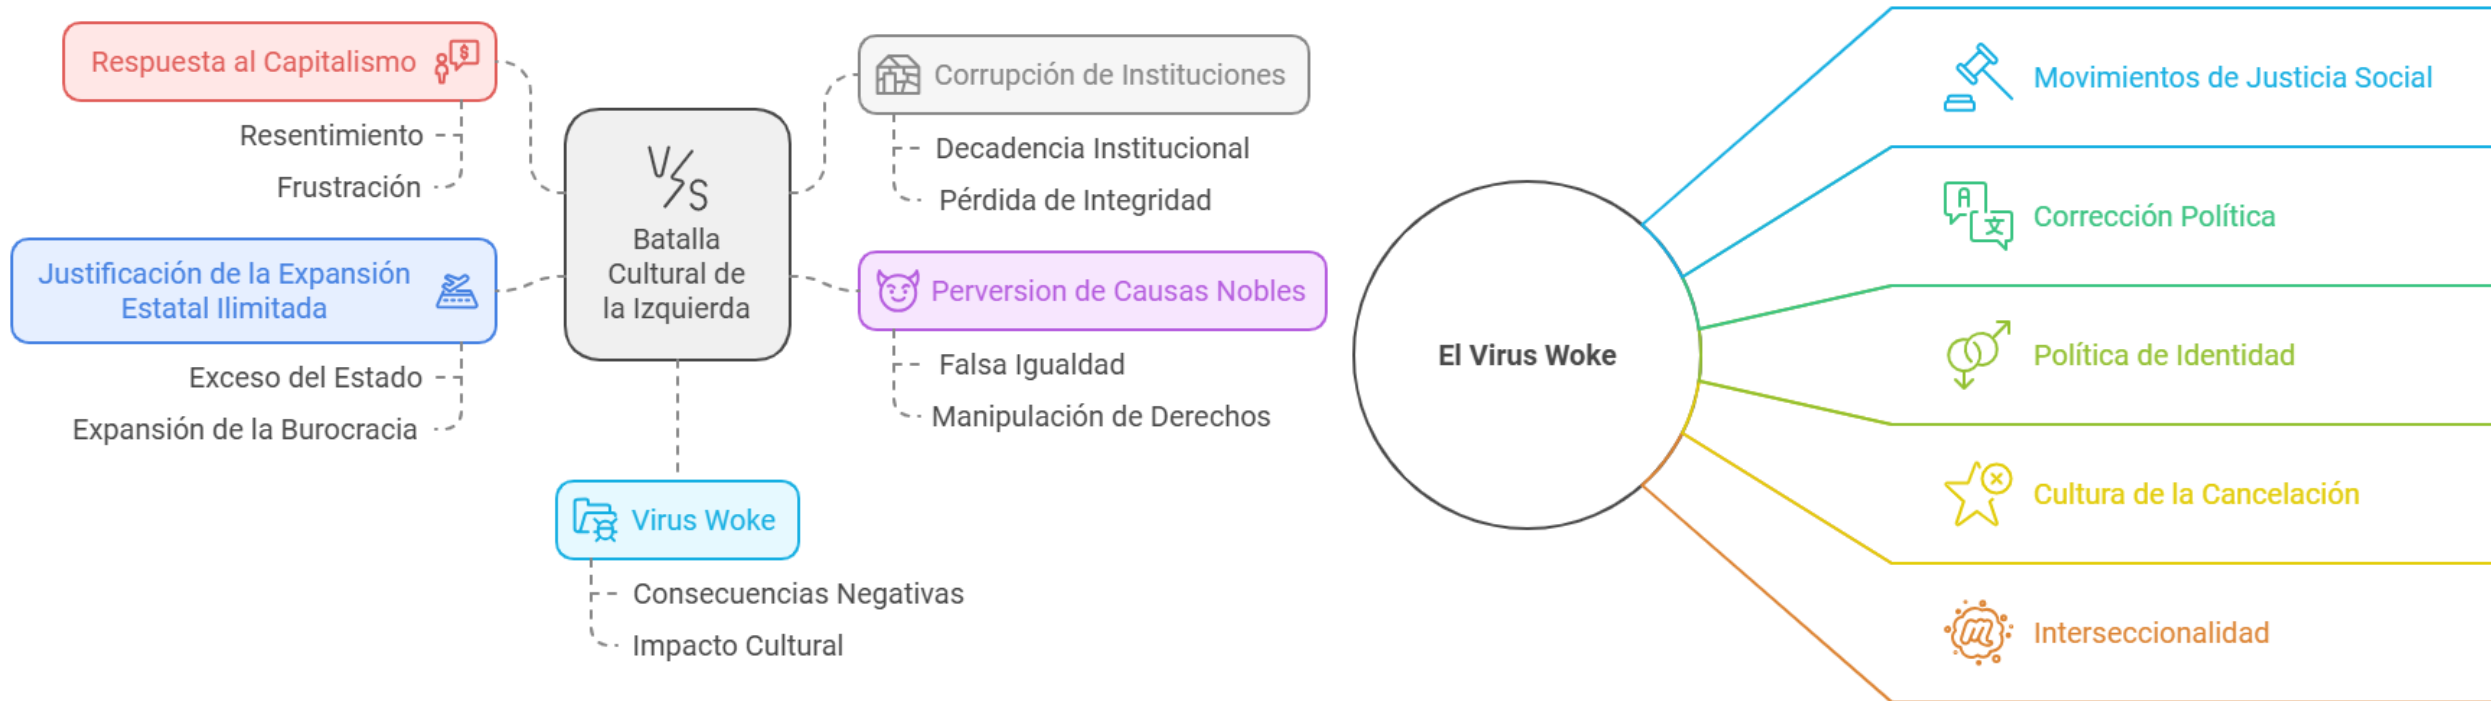 Respuesta al Capitalismo
Resentimiento
Frustración
Justificación de la Expansión
Estatal Ilimitada
Exceso del Estado
Expansión de la Burocracia
V/S
Batalla
Cultural de
la Izquierda
Corrupción de Instituciones
Decadencia Institucional
Pérdida de Integridad
Perversion de Causas Nobles
Falsa Igualdad
Manipulación de Derechos
Virus Woke
Consecuencias Negativas
Impacto Cultural
El Virus Woke
Movimientos de Justicia Social
A
文
Corrección Política
Política de Identidad
Cultura de la Cancelación
Interseccionalidad